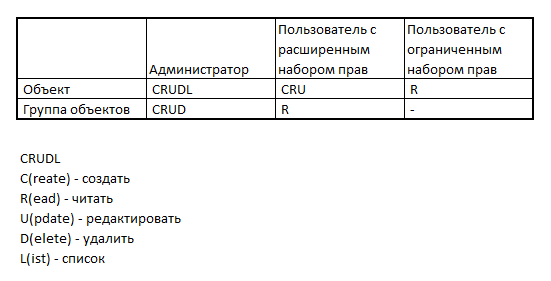 Администратор
Пользователь с расширенным набором прав
Пользователь с ограниченным набором прав
Объект CRUDL CRU R
Группа объектов CRUD R -
CRUDL
C(reate) - создать
R(ead) - читать
U(pdate) - редактировать
D(elete) - удалить
L(ist) - список